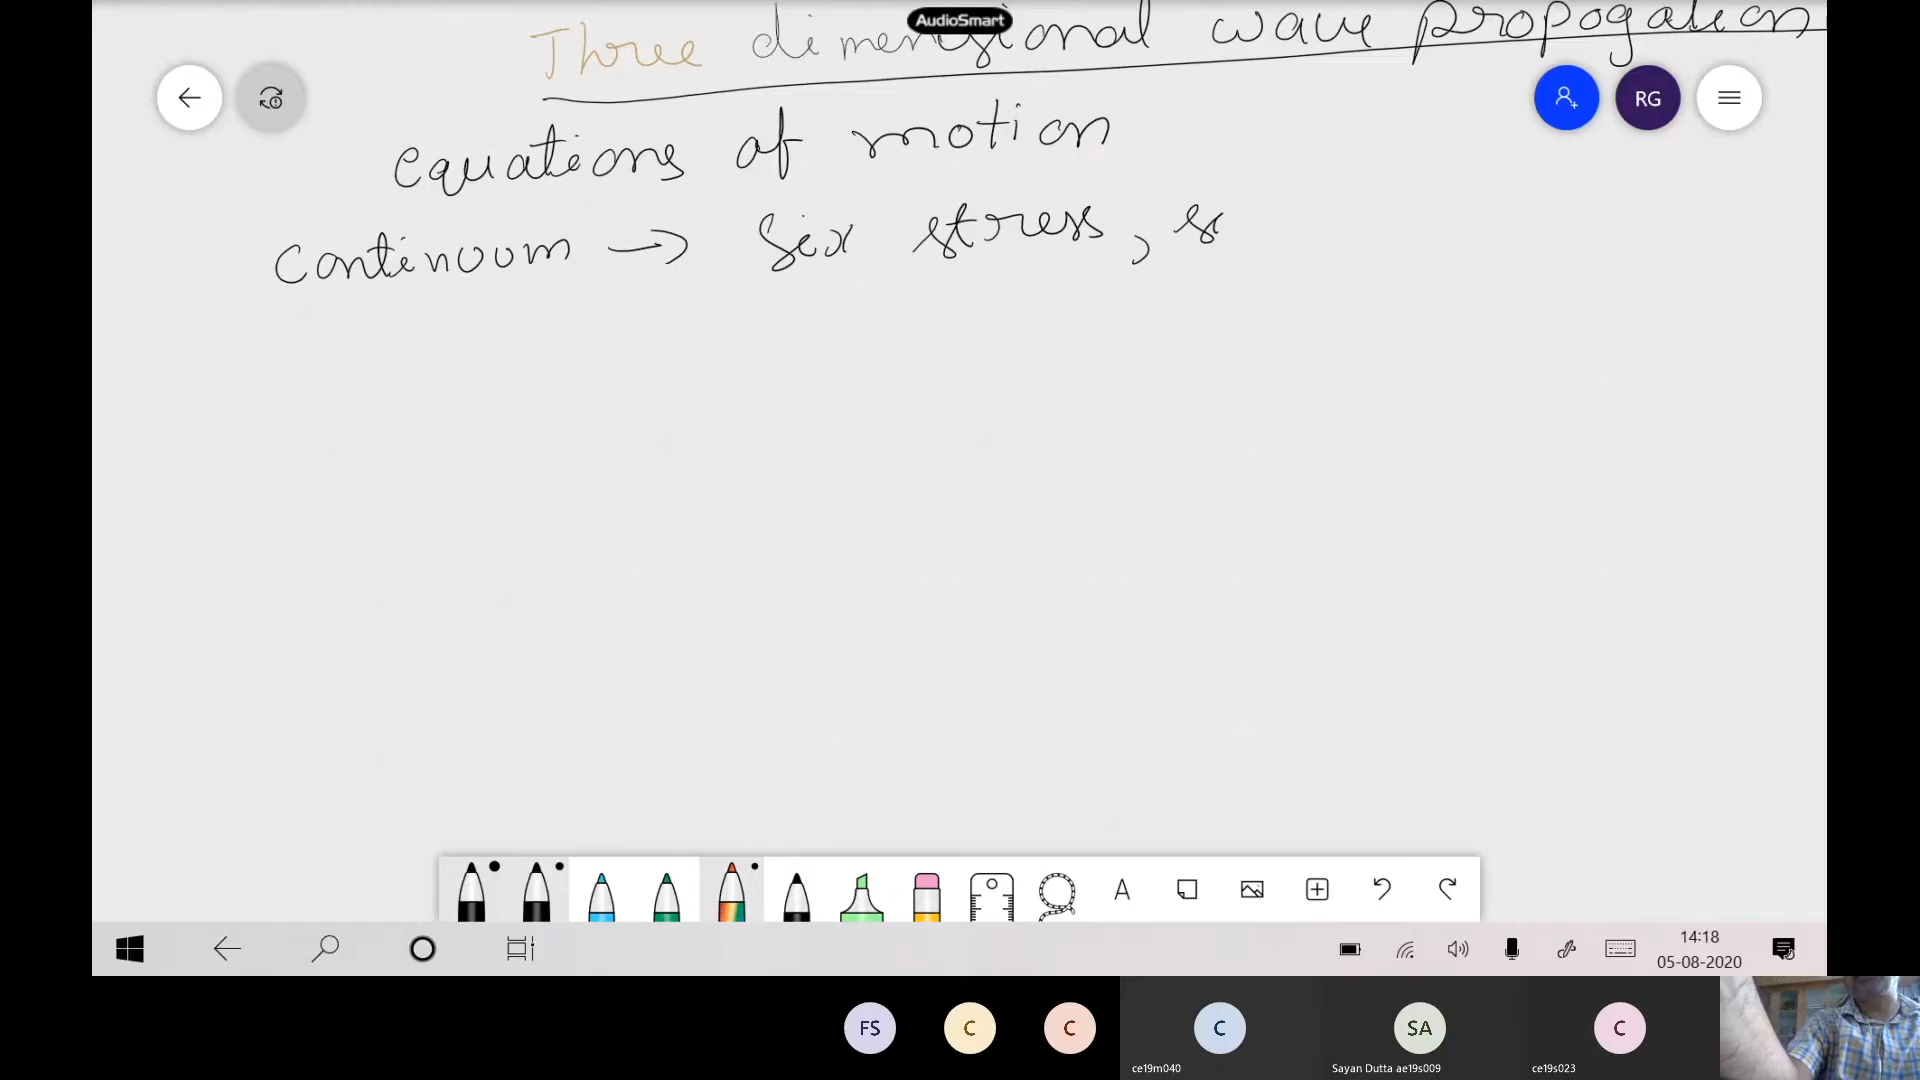 AudioSmart
Three dimensional wave propogation
RG
equations of motion
continuum → six stress, s
A
14:18
05-08-2020
FS
C
C
C
SA
C
ce19m040
Sayan Dutta ae19s009
ce19s023